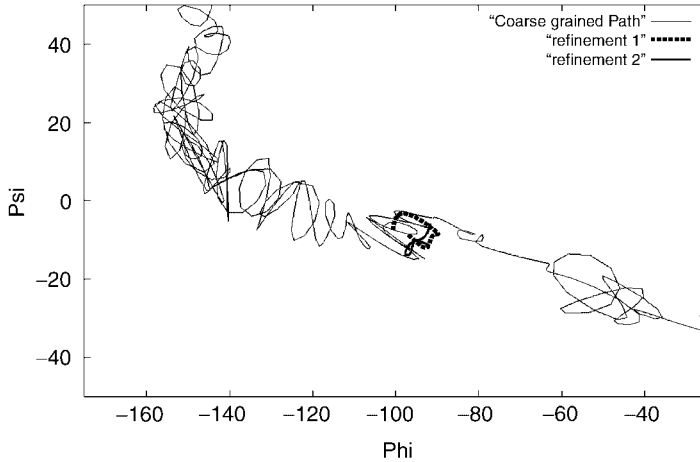 “Coarse grained Path”
“refinement 1”
“refinement 2”
40
20
0
−20
−40
Psi
−160 −140 −120 −100 −80 −60 −40
Phi